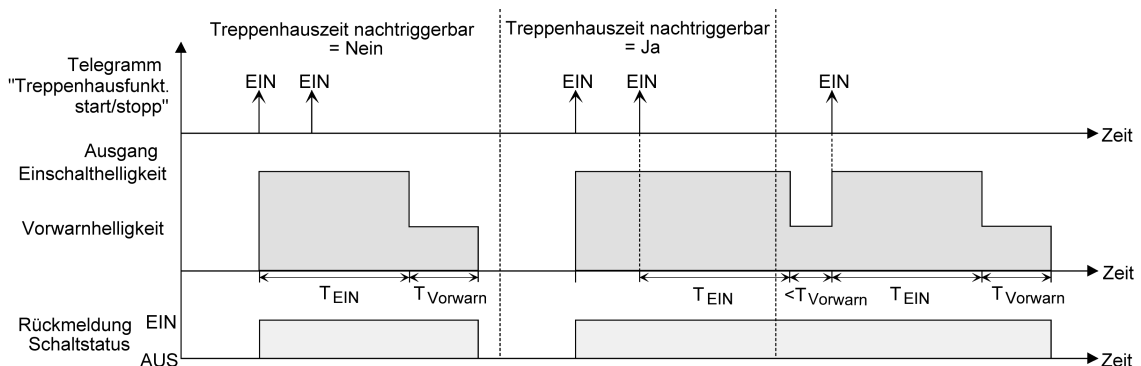 Treppenhauszeit nachtriggerbar
= Nein
Treppenhauszeit nachtriggerbar
= Ja
Telegramm
"Treppenhausfunkt.
start/stopp"
EIN
EIN
EIN
EIN
EIN
Zeit
Ausgang
Einschalthelligkeit
Vorwarnhelligkeit
Zeit
TEIN
TVorwarn
TEIN
<TVorwarn
TEIN
TVorwarn
Rückmeldung
Schaltstatus
EIN
AUS
Zeit